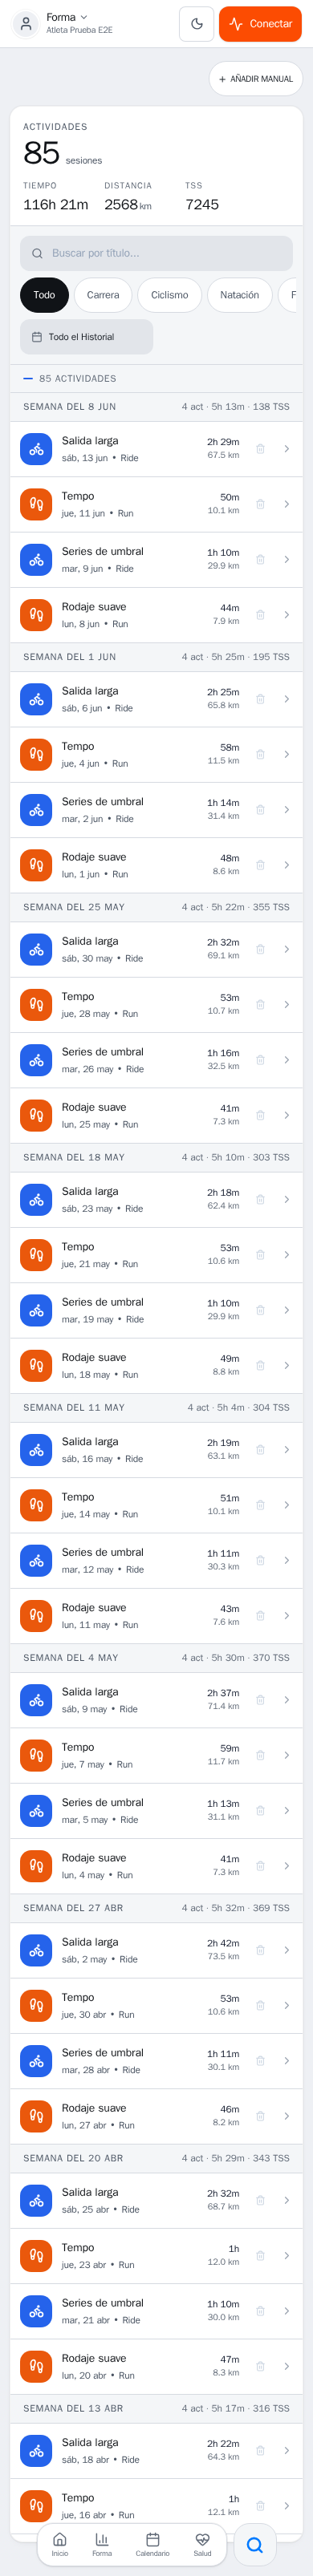 Forma
Atleta Prueba E2E
Conectar
+ AÑADIR MANUAL
ACTIVIDADES
85 sesiones
TIEMPO DISTANCIA TSS
116h 21m 2568 km 7245
Buscar por título...
Todo Carrera Ciclismo Natación F
Todo el Historial
85 ACTIVIDADES
SEMANA DEL 8 JUN 4 act · 5h 13m · 138 TSS
Salida larga 2h 29m
sáb, 13 jun • Ride 67.5 km
Tempo 50m
jue, 11 jun • Run 10.1 km
Series de umbral 1h 10m
mar, 9 jun • Ride 29.9 km
Rodaje suave 44m
lun, 8 jun • Run 7.9 km
SEMANA DEL 1 JUN 4 act · 5h 25m · 195 TSS
Salida larga 2h 25m
sáb, 6 jun • Ride 65.8 km
Tempo 58m
jue, 4 jun • Run 11.5 km
Series de umbral 1h 14m
mar, 2 jun • Ride 31.4 km
Rodaje suave 48m
lun, 1 jun • Run 8.6 km
SEMANA DEL 25 MAY 4 act · 5h 22m · 355 TSS
Salida larga 2h 32m
sáb, 30 may • Ride 69.1 km
Tempo 53m
jue, 28 may • Run 10.7 km
Series de umbral 1h 16m
mar, 26 may • Ride 32.5 km
Rodaje suave 41m
lun, 25 may • Run 7.3 km
SEMANA DEL 18 MAY 4 act · 5h 10m · 303 TSS
Salida larga 2h 18m
sáb, 23 may • Ride 62.4 km
Tempo 53m
jue, 21 may • Run 10.6 km
Series de umbral 1h 10m
mar, 19 may • Ride 29.9 km
Rodaje suave 49m
lun, 18 may • Run 8.8 km
SEMANA DEL 11 MAY 4 act · 5h 4m · 304 TSS
Salida larga 2h 19m
sáb, 16 may • Ride 63.1 km
Tempo 51m
jue, 14 may • Run 10.1 km
Series de umbral 1h 11m
mar, 12 may • Ride 30.3 km
Rodaje suave 43m
lun, 11 may • Run 7.6 km
SEMANA DEL 4 MAY 4 act · 5h 30m · 370 TSS
Salida larga 2h 37m
sáb, 9 may • Ride 71.4 km
Tempo 59m
jue, 7 may • Run 11.7 km
Series de umbral 1h 13m
mar, 5 may • Ride 31.1 km
Rodaje suave 41m
lun, 4 may • Run 7.3 km
SEMANA DEL 27 ABR 4 act · 5h 32m · 369 TSS
Salida larga 2h 42m
sáb, 2 may • Ride 73.5 km
Tempo 53m
jue, 30 abr • Run 10.6 km
Series de umbral 1h 11m
mar, 28 abr • Ride 30.1 km
Rodaje suave 46m
lun, 27 abr • Run 8.2 km
SEMANA DEL 20 ABR 4 act · 5h 29m · 343 TSS
Salida larga 2h 32m
sáb, 25 abr • Ride 68.7 km
Tempo 1h
jue, 23 abr • Run 12.0 km
Series de umbral 1h 10m
mar, 21 abr • Ride 30.0 km
Rodaje suave 47m
lun, 20 abr • Run 8.3 km
SEMANA DEL 13 ABR 4 act · 5h 17m · 316 TSS
Salida larga 2h 22m
sáb, 18 abr • Ride 64.3 km
Tempo 1h
jue, 16 abr • Run 12.1 km
Inicio Forma Calendario Salud